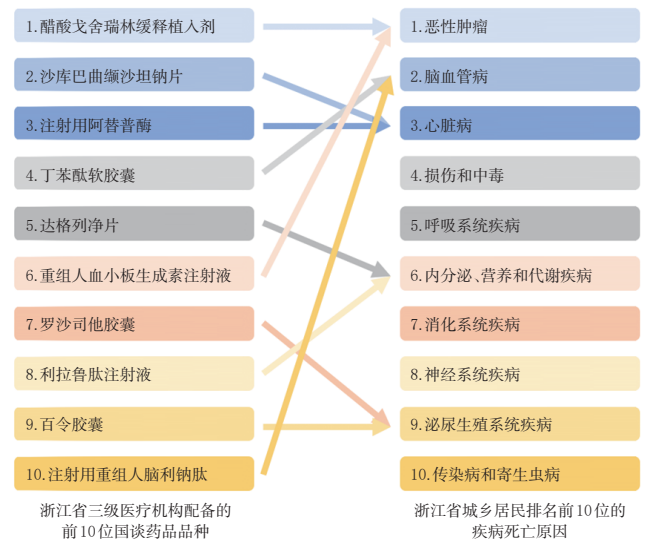 1.醋酸戈舍瑞林缓释植入剂
2.沙库巴曲缬沙坦钠片
3.注射用阿替普酶
4.丁苯酞软胶囊
5.达格列净片
6.重组人血小板生成素注射液
7.罗沙司他胶囊
8.利拉鲁肽注射液
9.百令胶囊
10.注射用重组人脑利钠肽
浙江省三级医疗机构配备的
前10位国谈药品品种
1.恶性肿瘤
2.脑血管病
3.心脏病
4.损伤和中毒
5.呼吸系统疾病
6.内分泌、营养和代谢疾病
7.消化系统疾病
8.神经系统疾病
9.泌尿生殖系统疾病
10.传染病和寄生虫病
浙江省城乡居民排名前10位的
疾病死亡原因